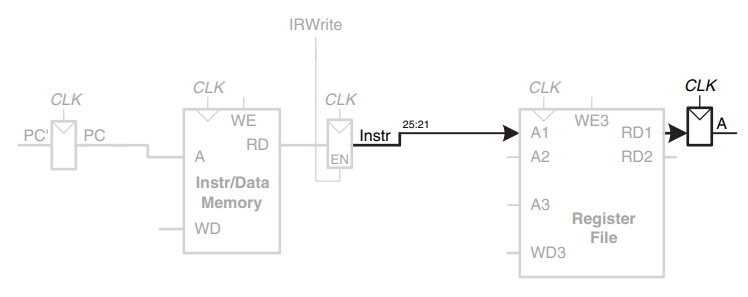 IRWrite
CLK
CLK
CLK
CLK
CLK
PC'
PC
WE
RD
A
Instr/Data
Memory
WD
EN
Instr
25:21
A1
WE3
RD1
A
A2
RD2
A3
Register
File
WD3